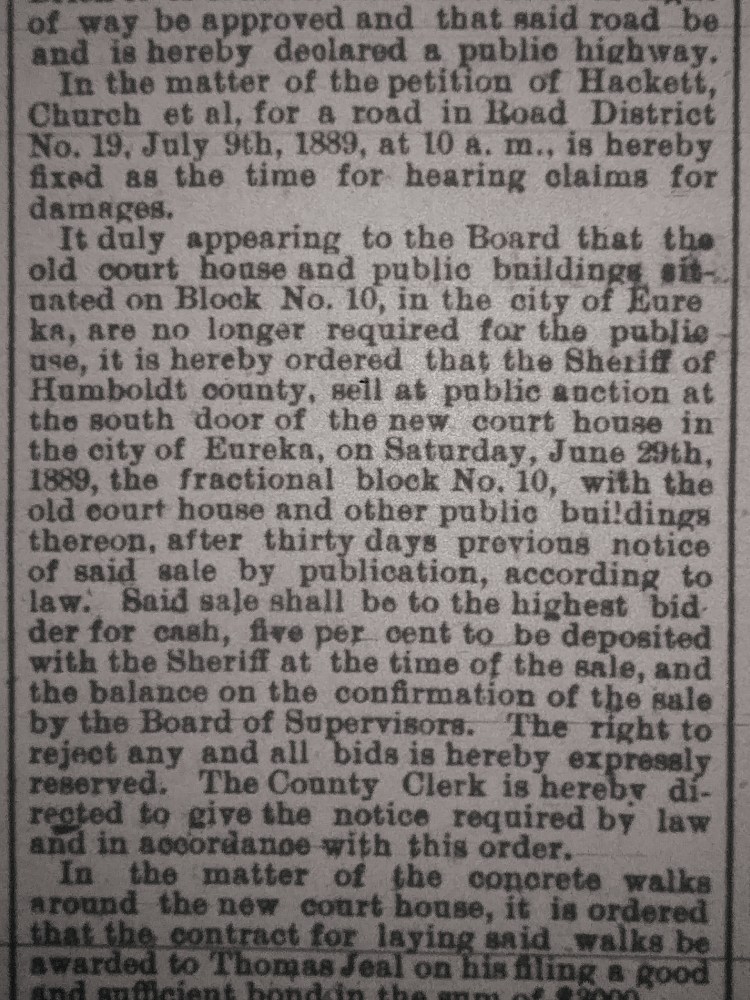 of way be approved and that said road be
and is hereby declared a public highway.
In the matter of the petition of Hackett,
Church et al, for a road in Road District
No. 19, July 9th, 1889, at 10 a. m., is hereby
fixed as the time for hearing claims for
damages.
It duly appearing to the Board that the
old court house and public bnildings sit-
uated on Block No. 10, in the city of Eure
ka, are no longer required for the public
use, it is hereby ordered that the Sheriff of
Humboldt county, sell at public auction at
the south door of the new court house in
the city of Eureka, on Saturday, June 29th,
1889, the fractional block No. 10, with the
old court house and other public buildings
thereon, after thirty days previous notice
of said sale by publication, according to
law. Said sale shall be to the highest bid-
der for cash, five per cent to be deposited
with the Sheriff at the time of the sale, and
the balance on the confirmation of the sale
by the Board of Supervisors. The right to
reject any and all bids is hereby expressly
reserved. The County Clerk is hereby di-
rected to give the notice required by law
and in accordance with this order.
In the matter of the concrete walks
around the new court house, it is ordered
that the contract for laying said walks be
awarded to Thomas Jeal on his filing a good
and sufficient bond in the sum of $2000